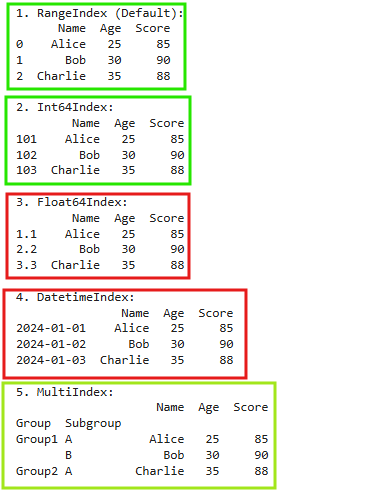 1. RangeIndex (Default):
      Name  Age  Score
0    Alice   25     85
1      Bob   30     90
2  Charlie   35     88
2. Int64Index:
        Name  Age  Score
101    Alice   25     85
102      Bob   30     90
103  Charlie   35     88
3. Float64Index:
        Name  Age  Score
1.1    Alice   25     85
2.2      Bob   30     90
3.3  Charlie   35     88
4. DatetimeIndex:
               Name  Age  Score
2024-01-01    Alice   25     85
2024-01-02      Bob   30     90
2024-01-03  Charlie   35     88
5. MultiIndex:
                    Name  Age  Score
Group  Subgroup
Group1 A           Alice   25     85
       B             Bob   30     90
Group2 A         Charlie   35     88